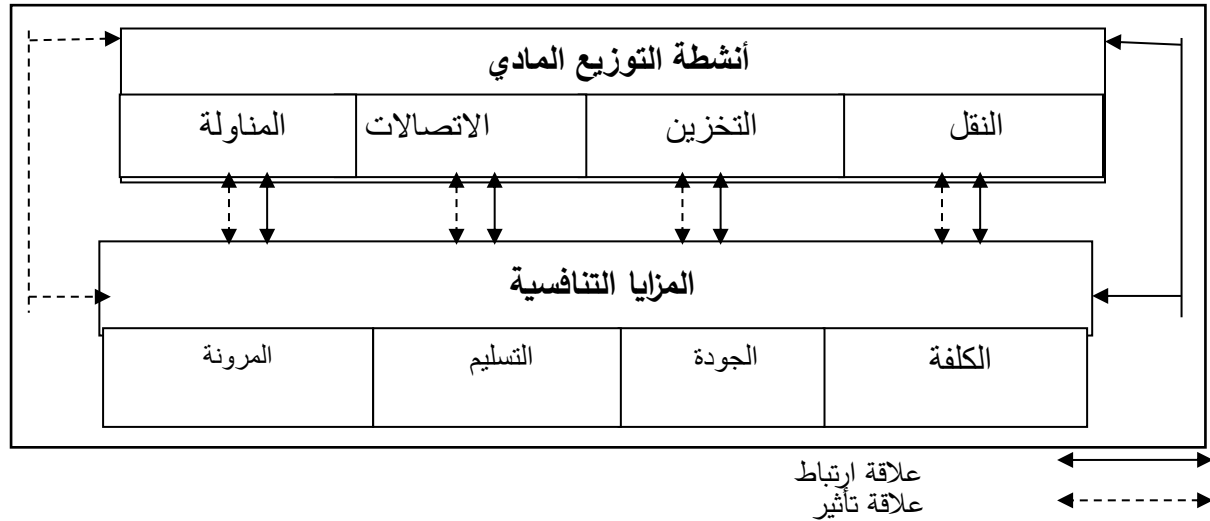 أنشطة التوزيع المادي
النقل
التخزين
الاتصالات
المناولة
المزايا التنافسية
الكلفة
الجودة
التسليم
المرونة
علاقة ارتباط
علاقة تأثير